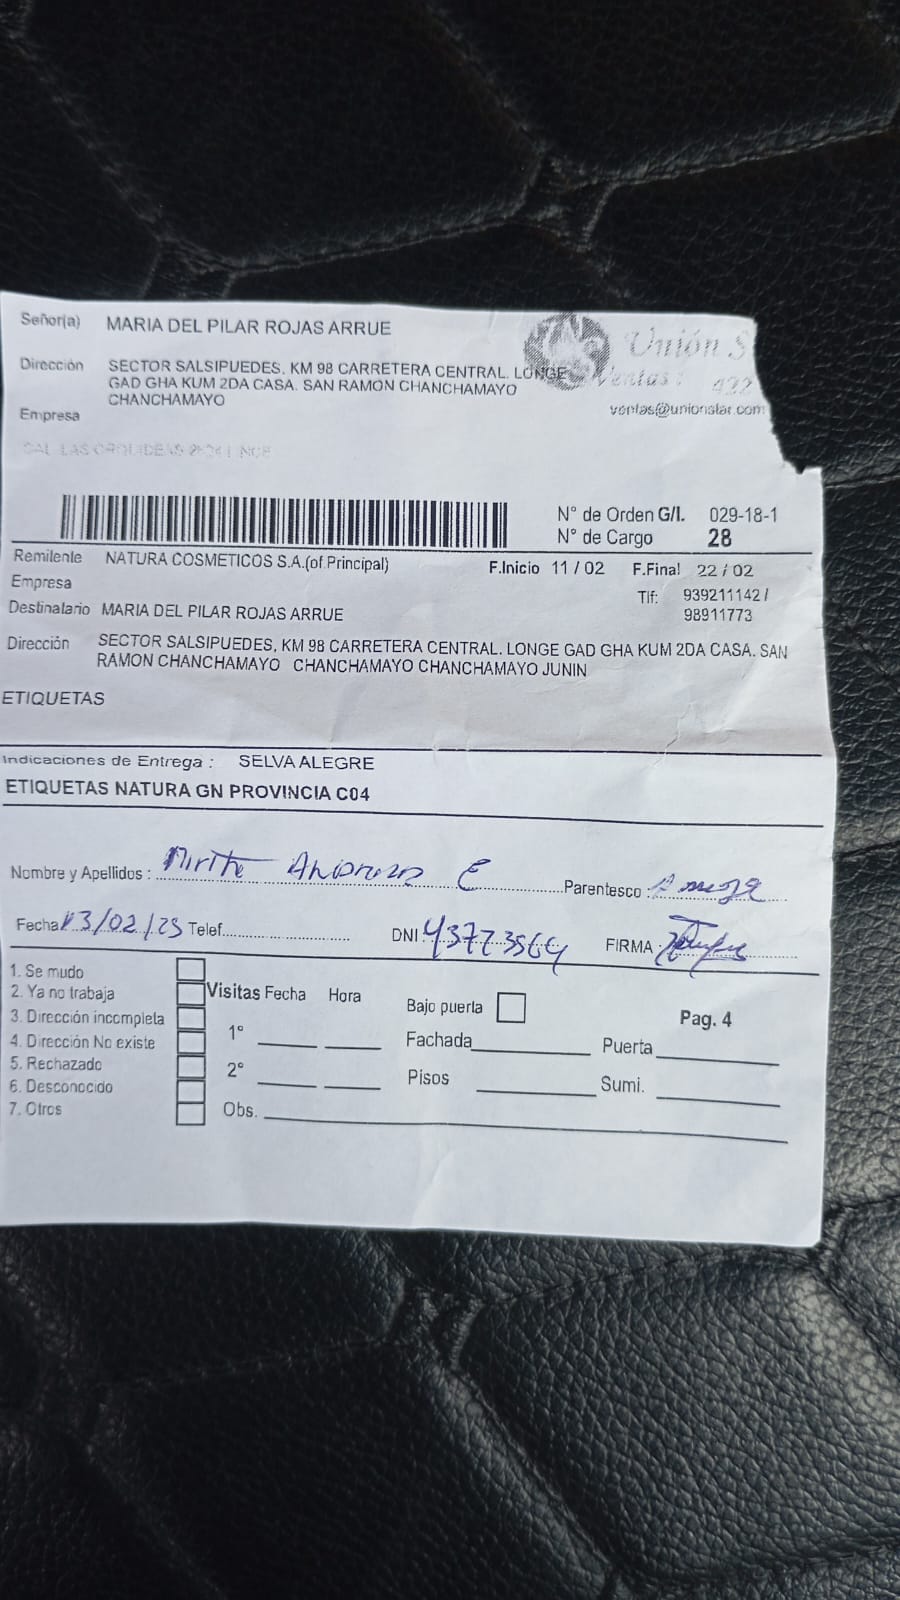 Señor(a) MARIA DEL PILAR ROJAS ARRUE
Unión S
Dirección SECTOR SALSIPUEDES, KM 98 CARRETERA CENTRAL. LONGE
GAD GHA KUM 2DA CASA. SAN RAMON CHANCHAMAYO
CHANCHAMAYO
Ventas :
ventas@unionstar.com
Empresa
CAL. LAS ORQUIDEAS LINCE
N° de Orden G/I. 029-18-1
N° de Cargo 28
Remitente NATURA COSMETICOS S.A.(of.Principal)
F.Inicio 11 / 02 F.Final 22 / 02
Empresa
Tlf: 939211142 /
98911773
Destinatario MARIA DEL PILAR ROJAS ARRUE
Dirección SECTOR SALSIPUEDES, KM 98 CARRETERA CENTRAL. LONGE GAD GHA KUM 2DA CASA. SAN
RAMON CHANCHAMAYO CHANCHAMAYO CHANCHAMAYO JUNIN
ETIQUETAS
Indicaciones de Entrega : SELVA ALEGRE
ETIQUETAS NATURA GN PROVINCIA C04
Nombre y Apellidos : E Parentesco :
Fecha 13/02/25 Telef. DNI: FIRMA :
1. Se mudo
2. Ya no trabaja
3. Dirección incompleta
4. Dirección No existe
5. Rechazado
6. Desconocido
7. Otros
Visitas Fecha Hora
1°
2°
Obs.
Bajo puerta
Fachada
Pisos
Pag. 4
Puerta
Sumi.